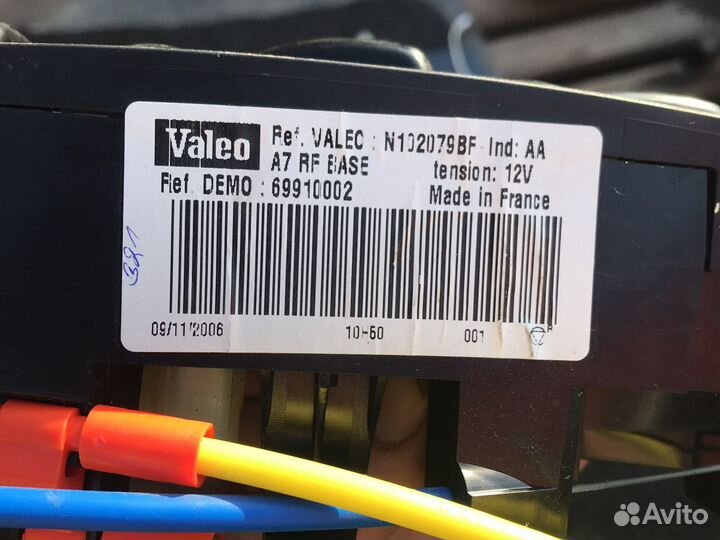 Valeo
Ref. VALEO : N102079BF Ind: AA
A7 RF BASE tension: 12V
Ref. DEMO : 69910002 Made in France
321
09/11/2006 10:50 001
Avito